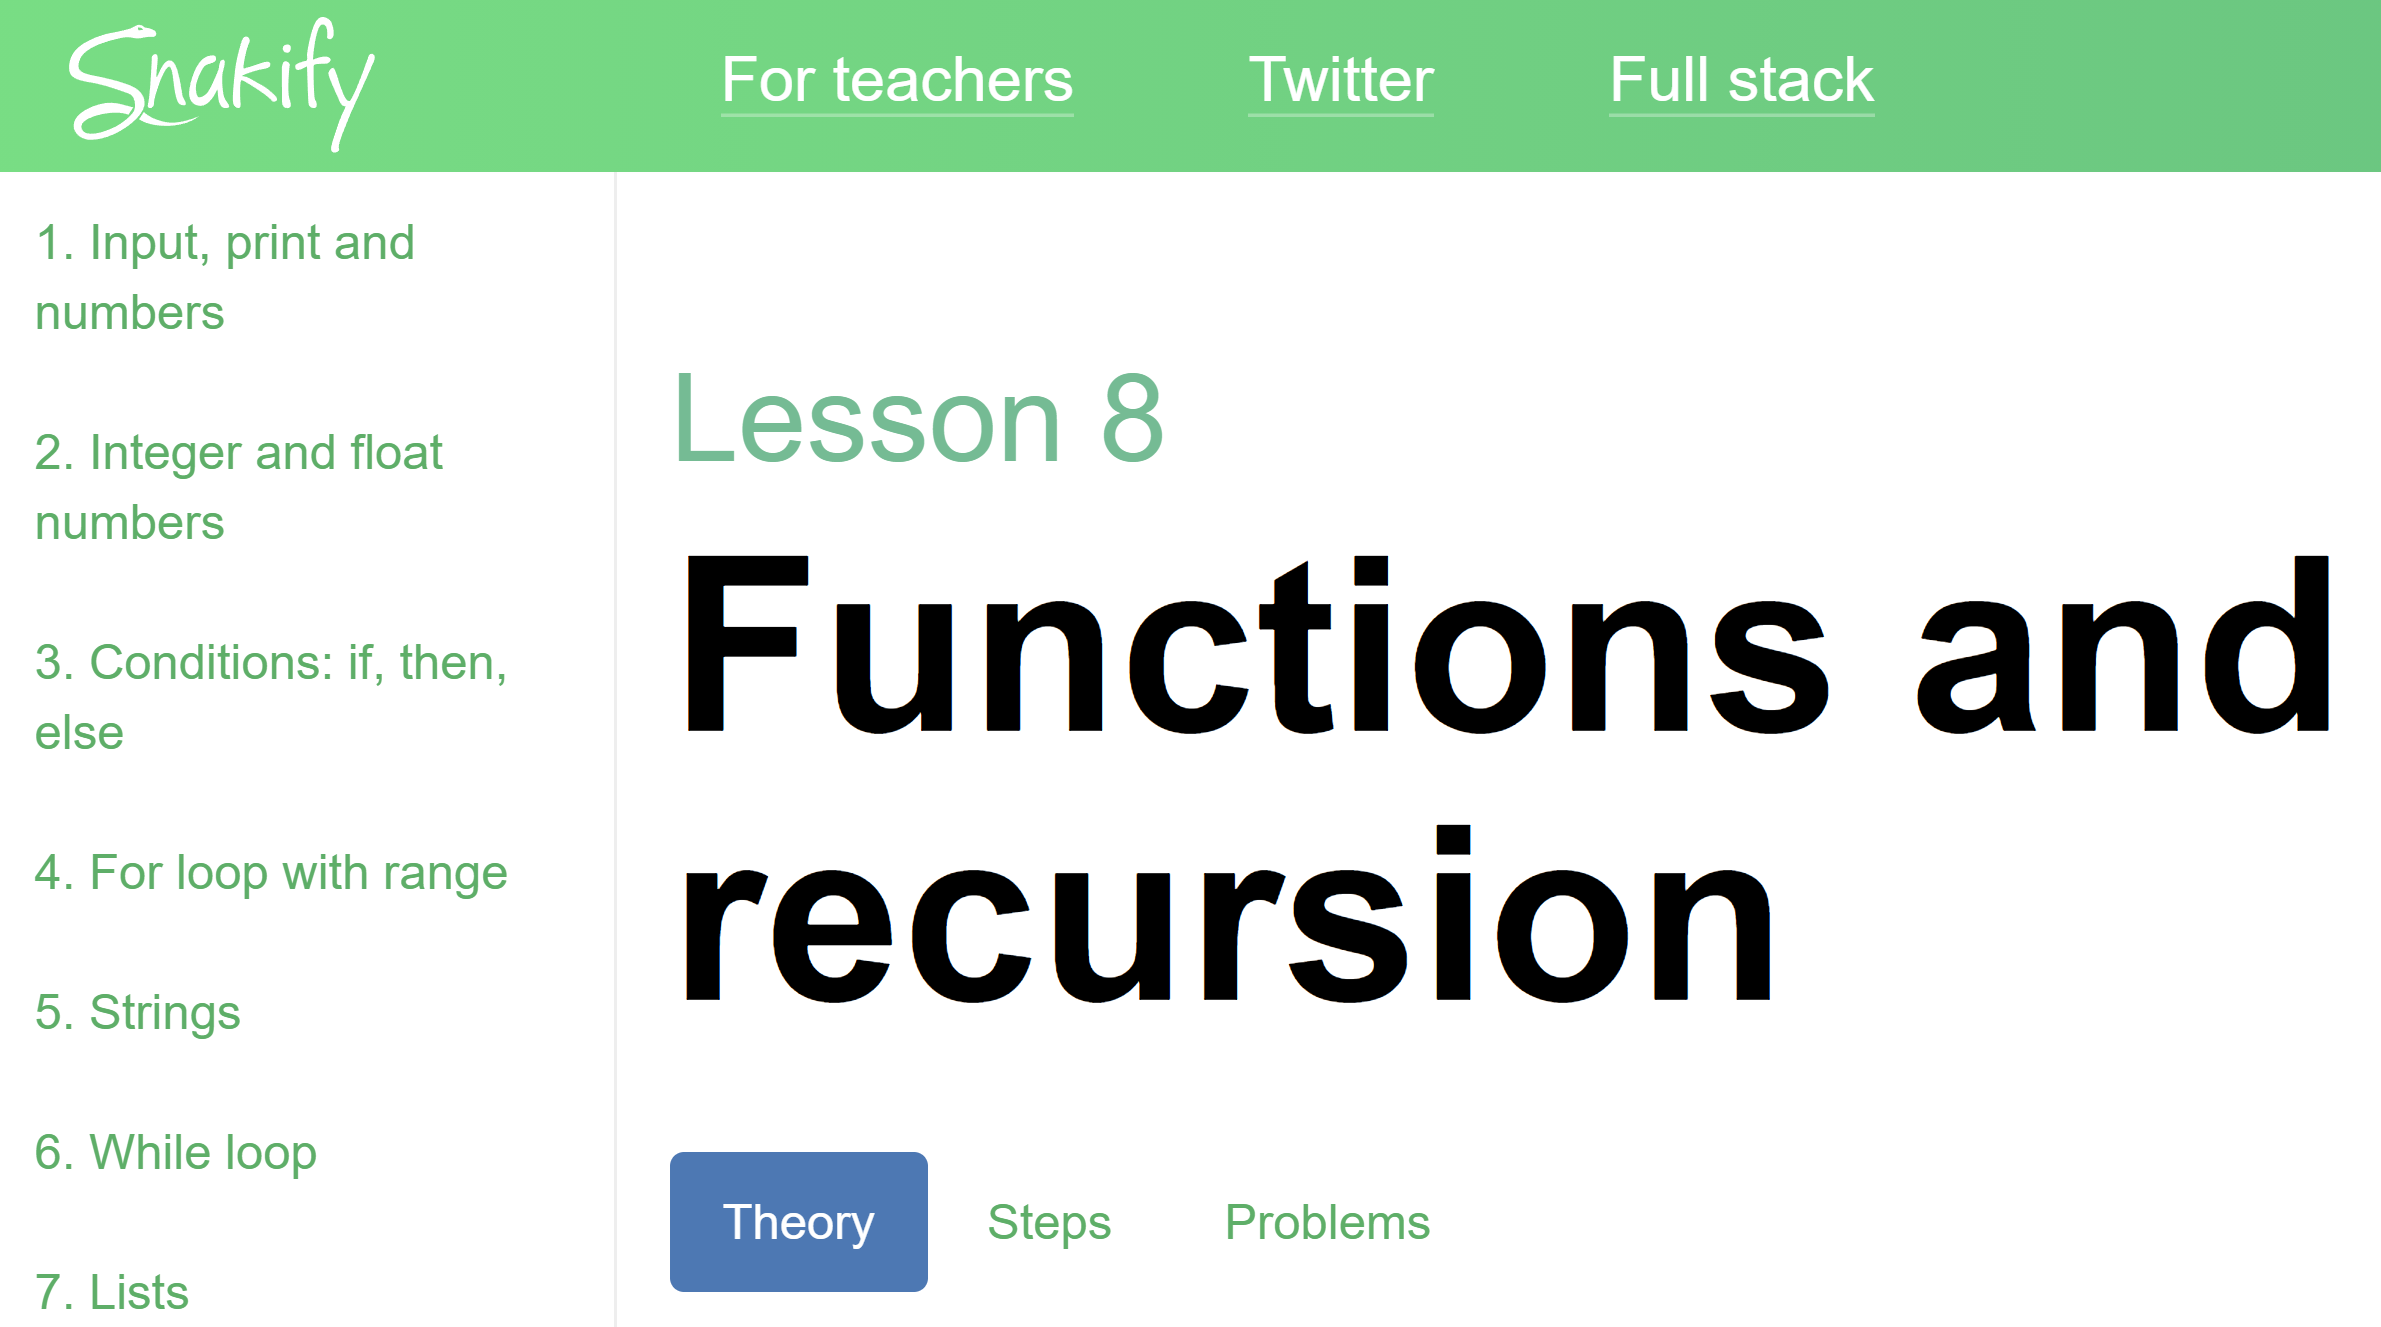 Snakify
For teachers
Twitter
Full stack
1. Input, print and
numbers
2. Integer and float
numbers
3. Conditions: if, then,
else
4. For loop with range
5. Strings
6. While loop
7. Lists
Lesson 8
Functions and
recursion
Theory
Steps
Problems